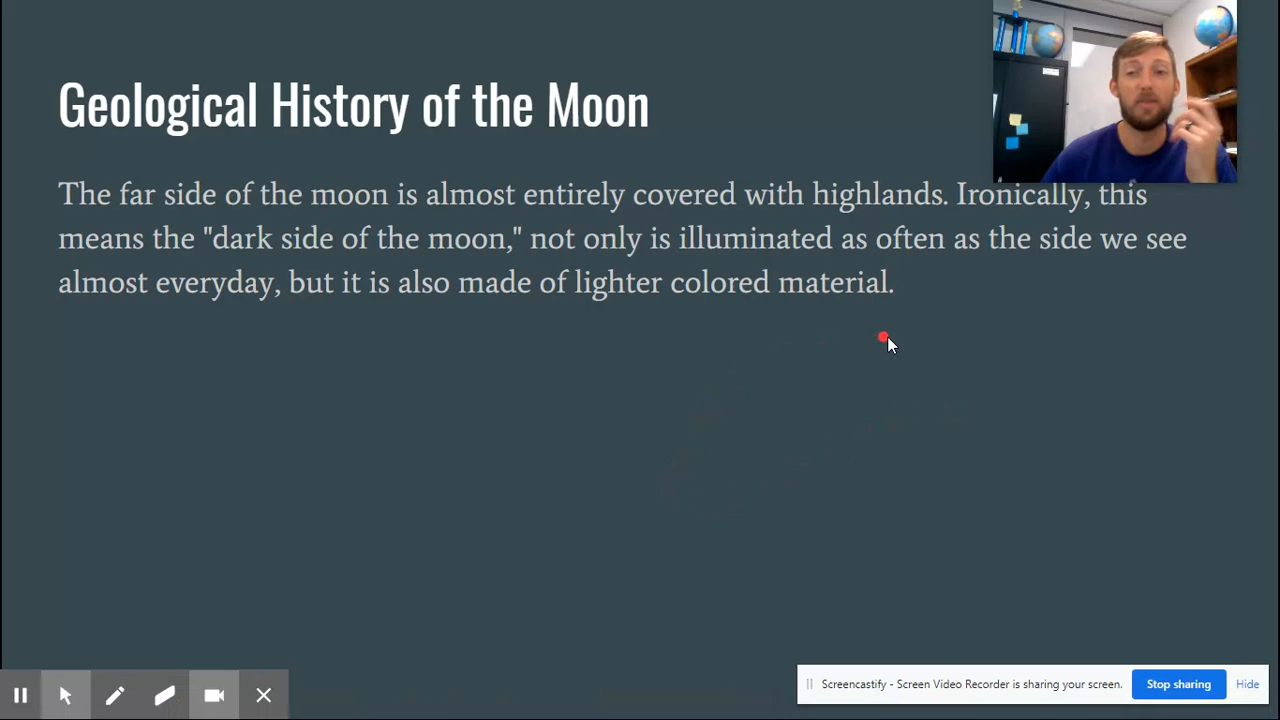 Geological History of the Moon
The far side of the moon is almost entirely covered with highlands. Ironically, this
means the "dark side of the moon," not only is illuminated as often as the side we see
almost everyday, but it is also made of lighter colored material.
Screencastify - Screen Video Recorder is sharing your screen. Stop sharing Hide